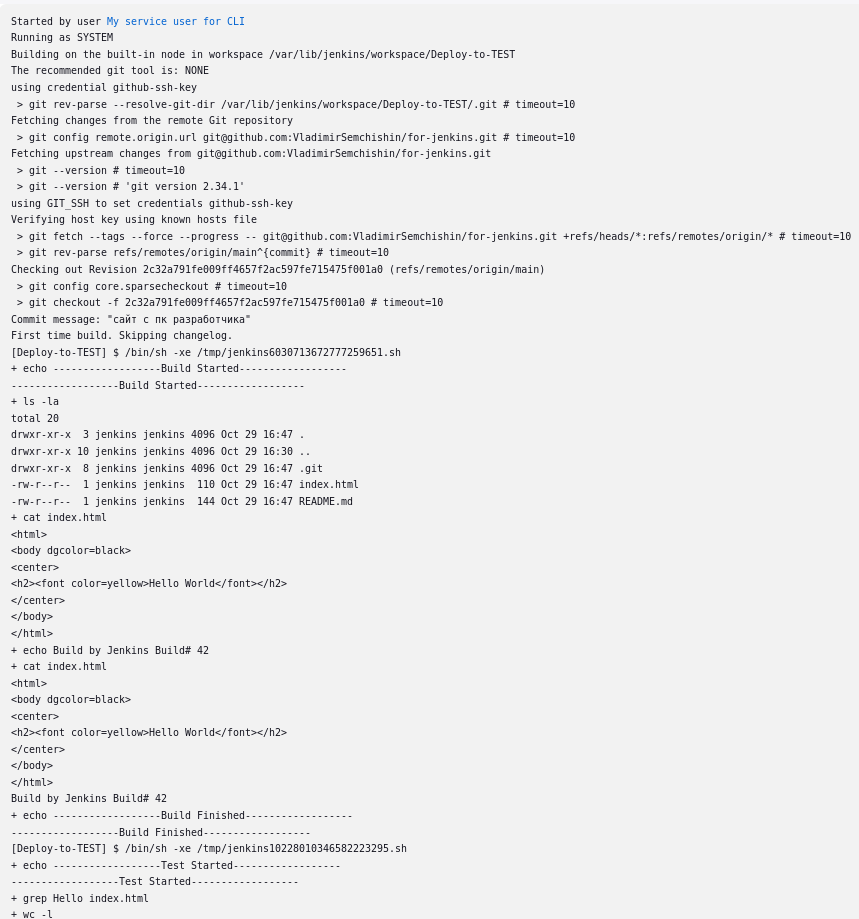 Started by user My service user for CLI
Running as SYSTEM
Building on the built-in node in workspace /var/lib/jenkins/workspace/Deploy-to-TEST
The recommended git tool is: NONE
using credential github-ssh-key
 > git rev-parse --resolve-git-dir /var/lib/jenkins/workspace/Deploy-to-TEST/.git # timeout=10
Fetching changes from the remote Git repository
 > git config remote.origin.url git@github.com:VladimirSemchishin/for-jenkins.git # timeout=10
Fetching upstream changes from git@github.com:VladimirSemchishin/for-jenkins.git
 > git --version # timeout=10
 > git --version # 'git version 2.34.1'
using GIT_SSH to set credentials github-ssh-key
Verifying host key using known hosts file
 > git fetch --tags --force --progress -- git@github.com:VladimirSemchishin/for-jenkins.git +refs/heads/*:refs/remotes/origin/* # timeout=10
 > git rev-parse refs/remotes/origin/main^{commit} # timeout=10
Checking out Revision 2c32a791fe009ff4657f2ac597fe715475f001a0 (refs/remotes/origin/main)
 > git config core.sparsecheckout # timeout=10
 > git checkout -f 2c32a791fe009ff4657f2ac597fe715475f001a0 # timeout=10
Commit message: "сайт с пк разработчика"
First time build. Skipping changelog.
[Deploy-to-TEST] $ /bin/sh -xe /tmp/jenkins6030713672777259651.sh
+ echo ------------------Build Started------------------
------------------Build Started------------------
+ ls -la
total 20
drwxr-xr-x  3 jenkins jenkins 4096 Oct 29 16:47 .
drwxr-xr-x 10 jenkins jenkins 4096 Oct 29 16:30 ..
drwxr-xr-x  8 jenkins jenkins 4096 Oct 29 16:47 .git
-rw-r--r--  1 jenkins jenkins  110 Oct 29 16:47 index.html
-rw-r--r--  1 jenkins jenkins  144 Oct 29 16:47 README.md
+ cat index.html
<html>
<body dgcolor=black>
<center>
<h2><font color=yellow>Hello World</font></h2>
</center>
</body>
</html>
+ echo Build by Jenkins Build# 42
+ cat index.html
<html>
<body dgcolor=black>
<center>
<h2><font color=yellow>Hello World</font></h2>
</center>
</body>
</html>
Build by Jenkins Build# 42
+ echo ------------------Build Finished------------------
------------------Build Finished------------------
[Deploy-to-TEST] $ /bin/sh -xe /tmp/jenkins10228010346582223295.sh
+ echo ------------------Test Started------------------
------------------Test Started------------------
+ grep Hello index.html
+ wc -l